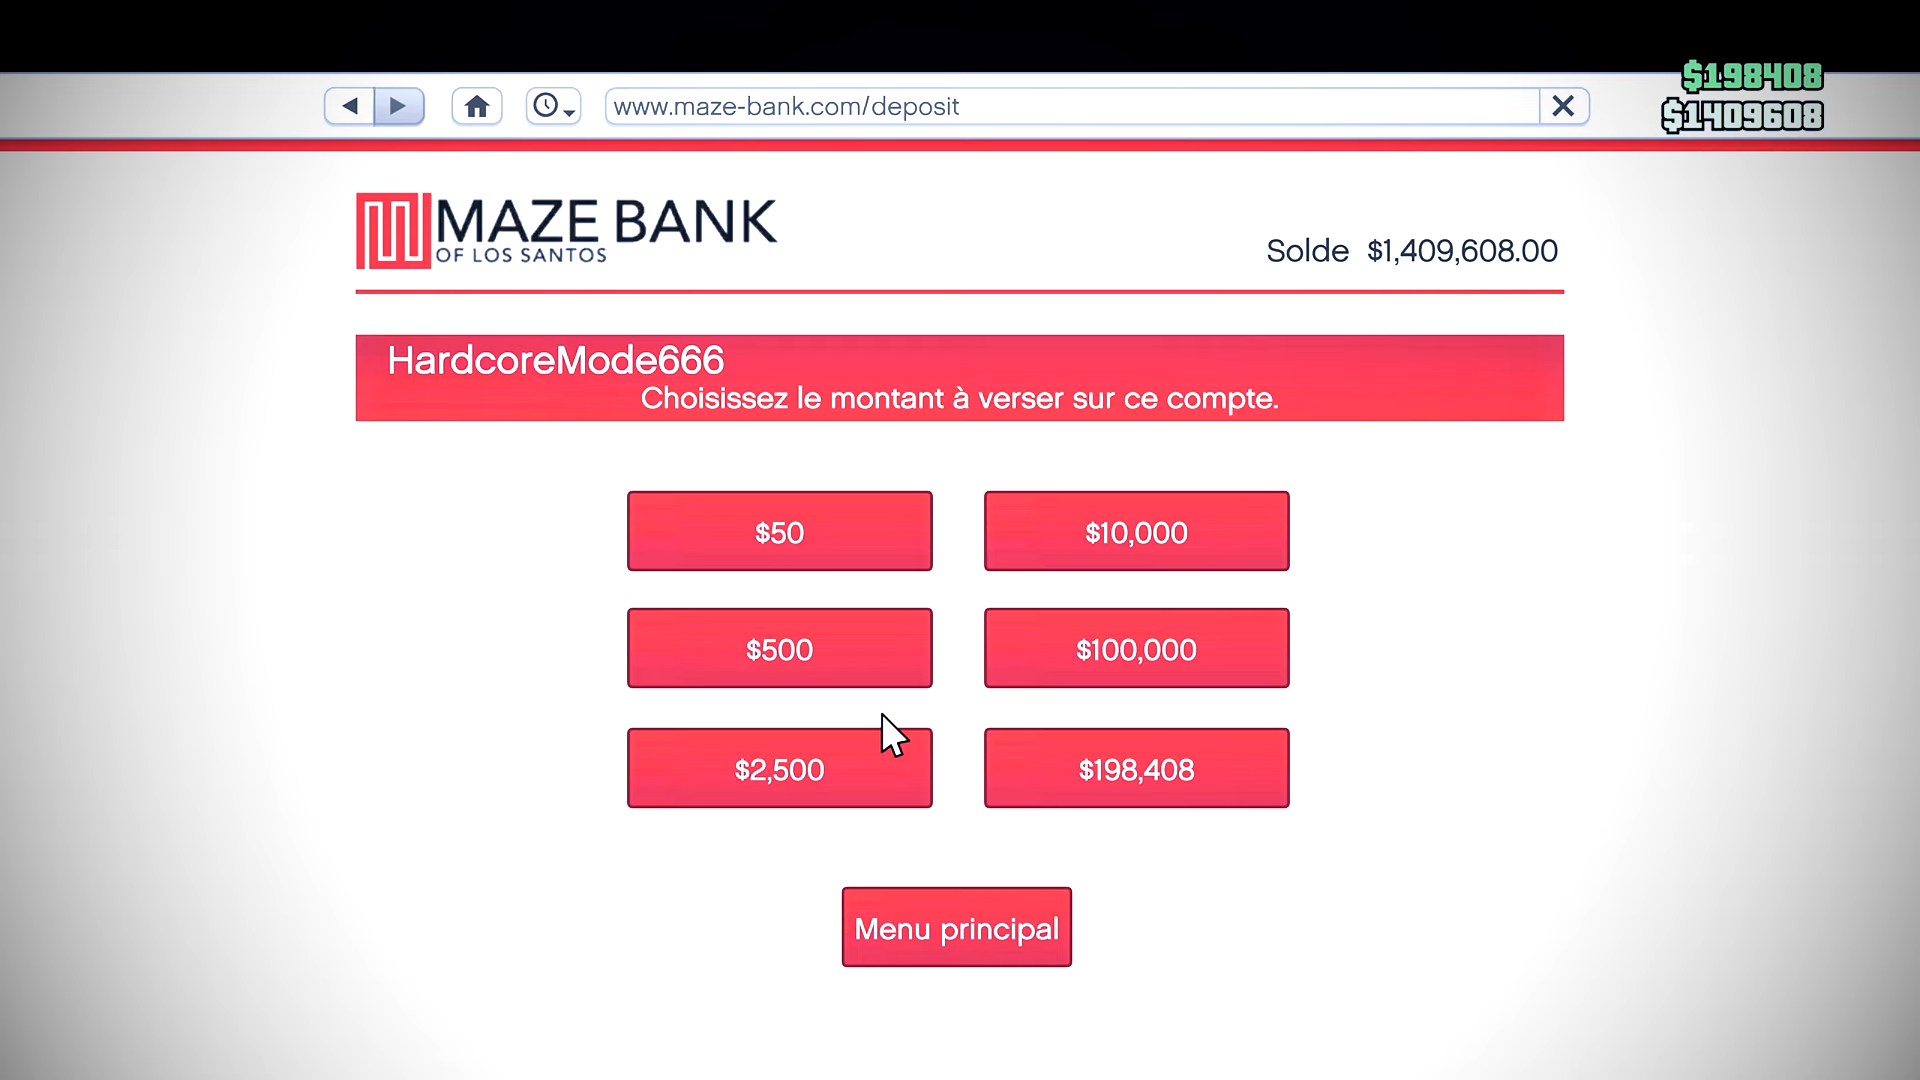 $198408
www.maze-bank.com/deposit
$1409608
MAZE BANK
OF LOS SANTOS
Solde $1,409,608.00
HardcoreMode666
Choisissez le montant à verser sur ce compte.
$50
$10,000
$500
$100,000
$2,500
$198,408
Menu principal